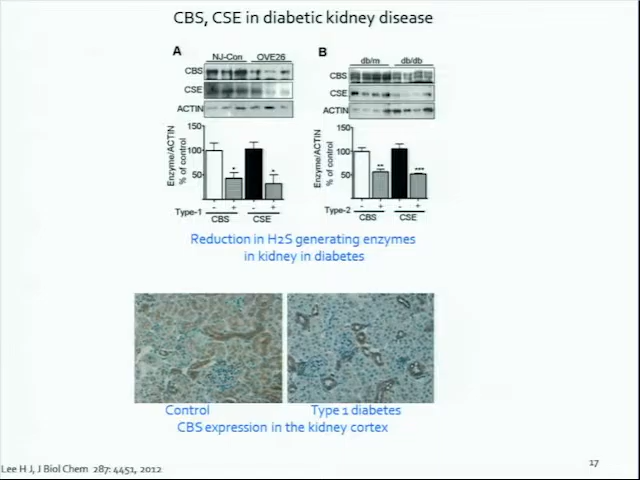 CBS, CSE in diabetic kidney disease
A
NJ-Con OVE26
CBS
CSE
ACTIN
150
100
50
Enzyme/ACTIN
% of control
* *
- + - +
Type-1
CBS CSE
B
db/m db/db
CBS
CSE
ACTIN
150
100
50
Enzyme/ACTIN
% of control
** ***
- + - +
Type-2
CBS CSE
Reduction in H2S generating enzymes
in kidney in diabetes
Control Type 1 diabetes
CBS expression in the kidney cortex
Lee H J, J Biol Chem 287: 4451, 2012
17